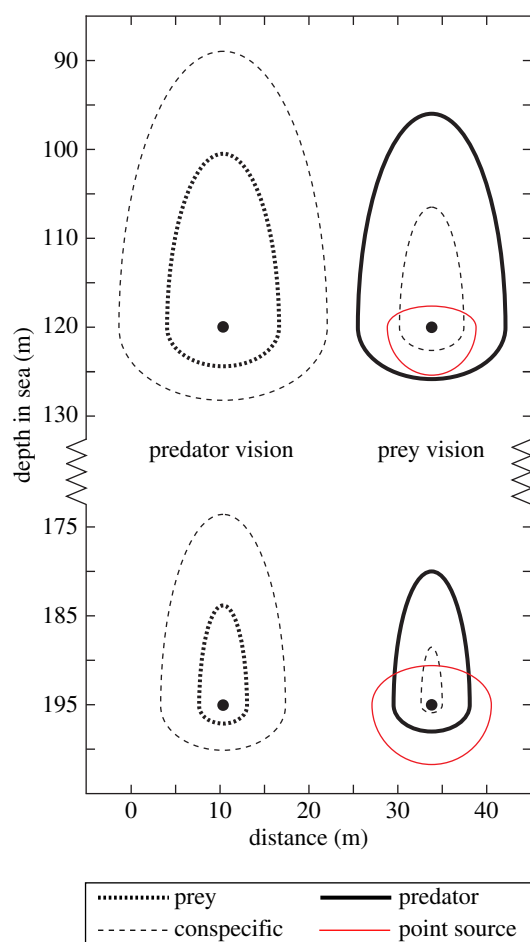 90
100
110
120
130
depth in sea (m)
predator vision prey vision
175
185
195
0 10 20 30 40
distance (m)
prey predator
conspecific point source